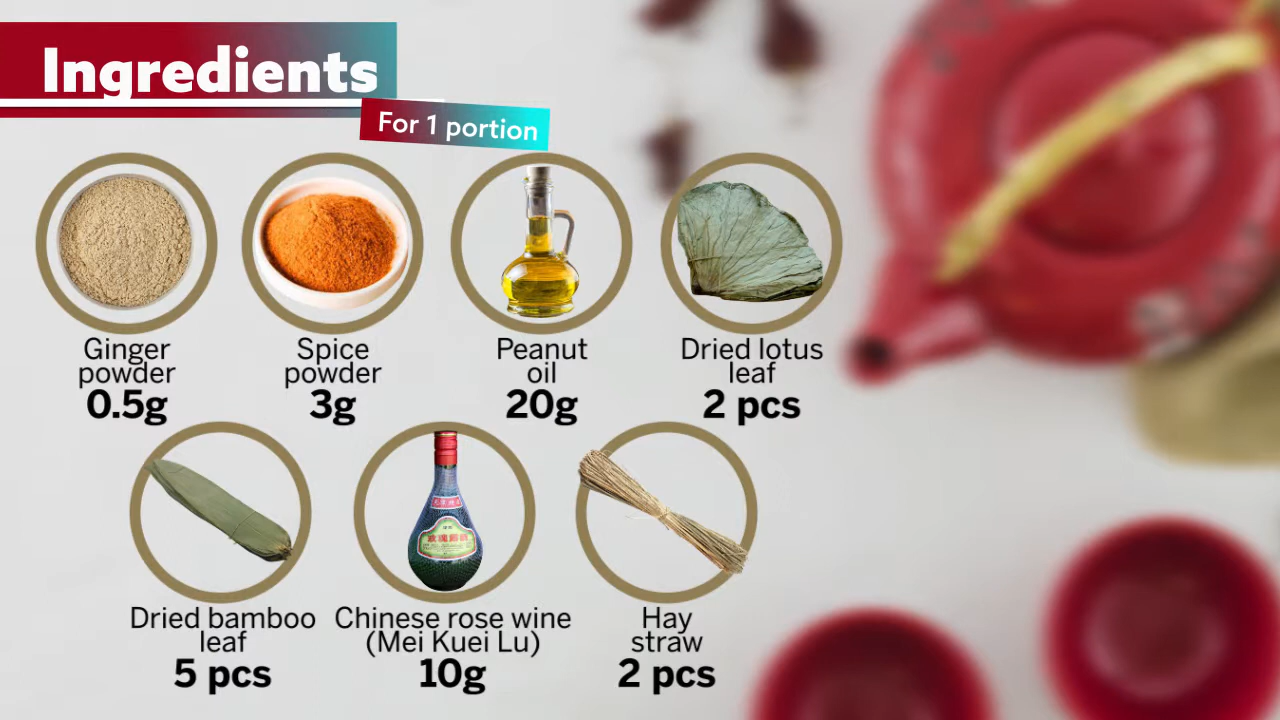 Ingredients
For 1 portion
Ginger
powder
0.5g
Spice
powder
3g
Peanut
oil
20g
Dried lotus
leaf
2 pcs
Dried bamboo
leaf
5 pcs
Chinese rose wine
(Mei Kuei Lu)
10g
Hay
straw
2 pcs